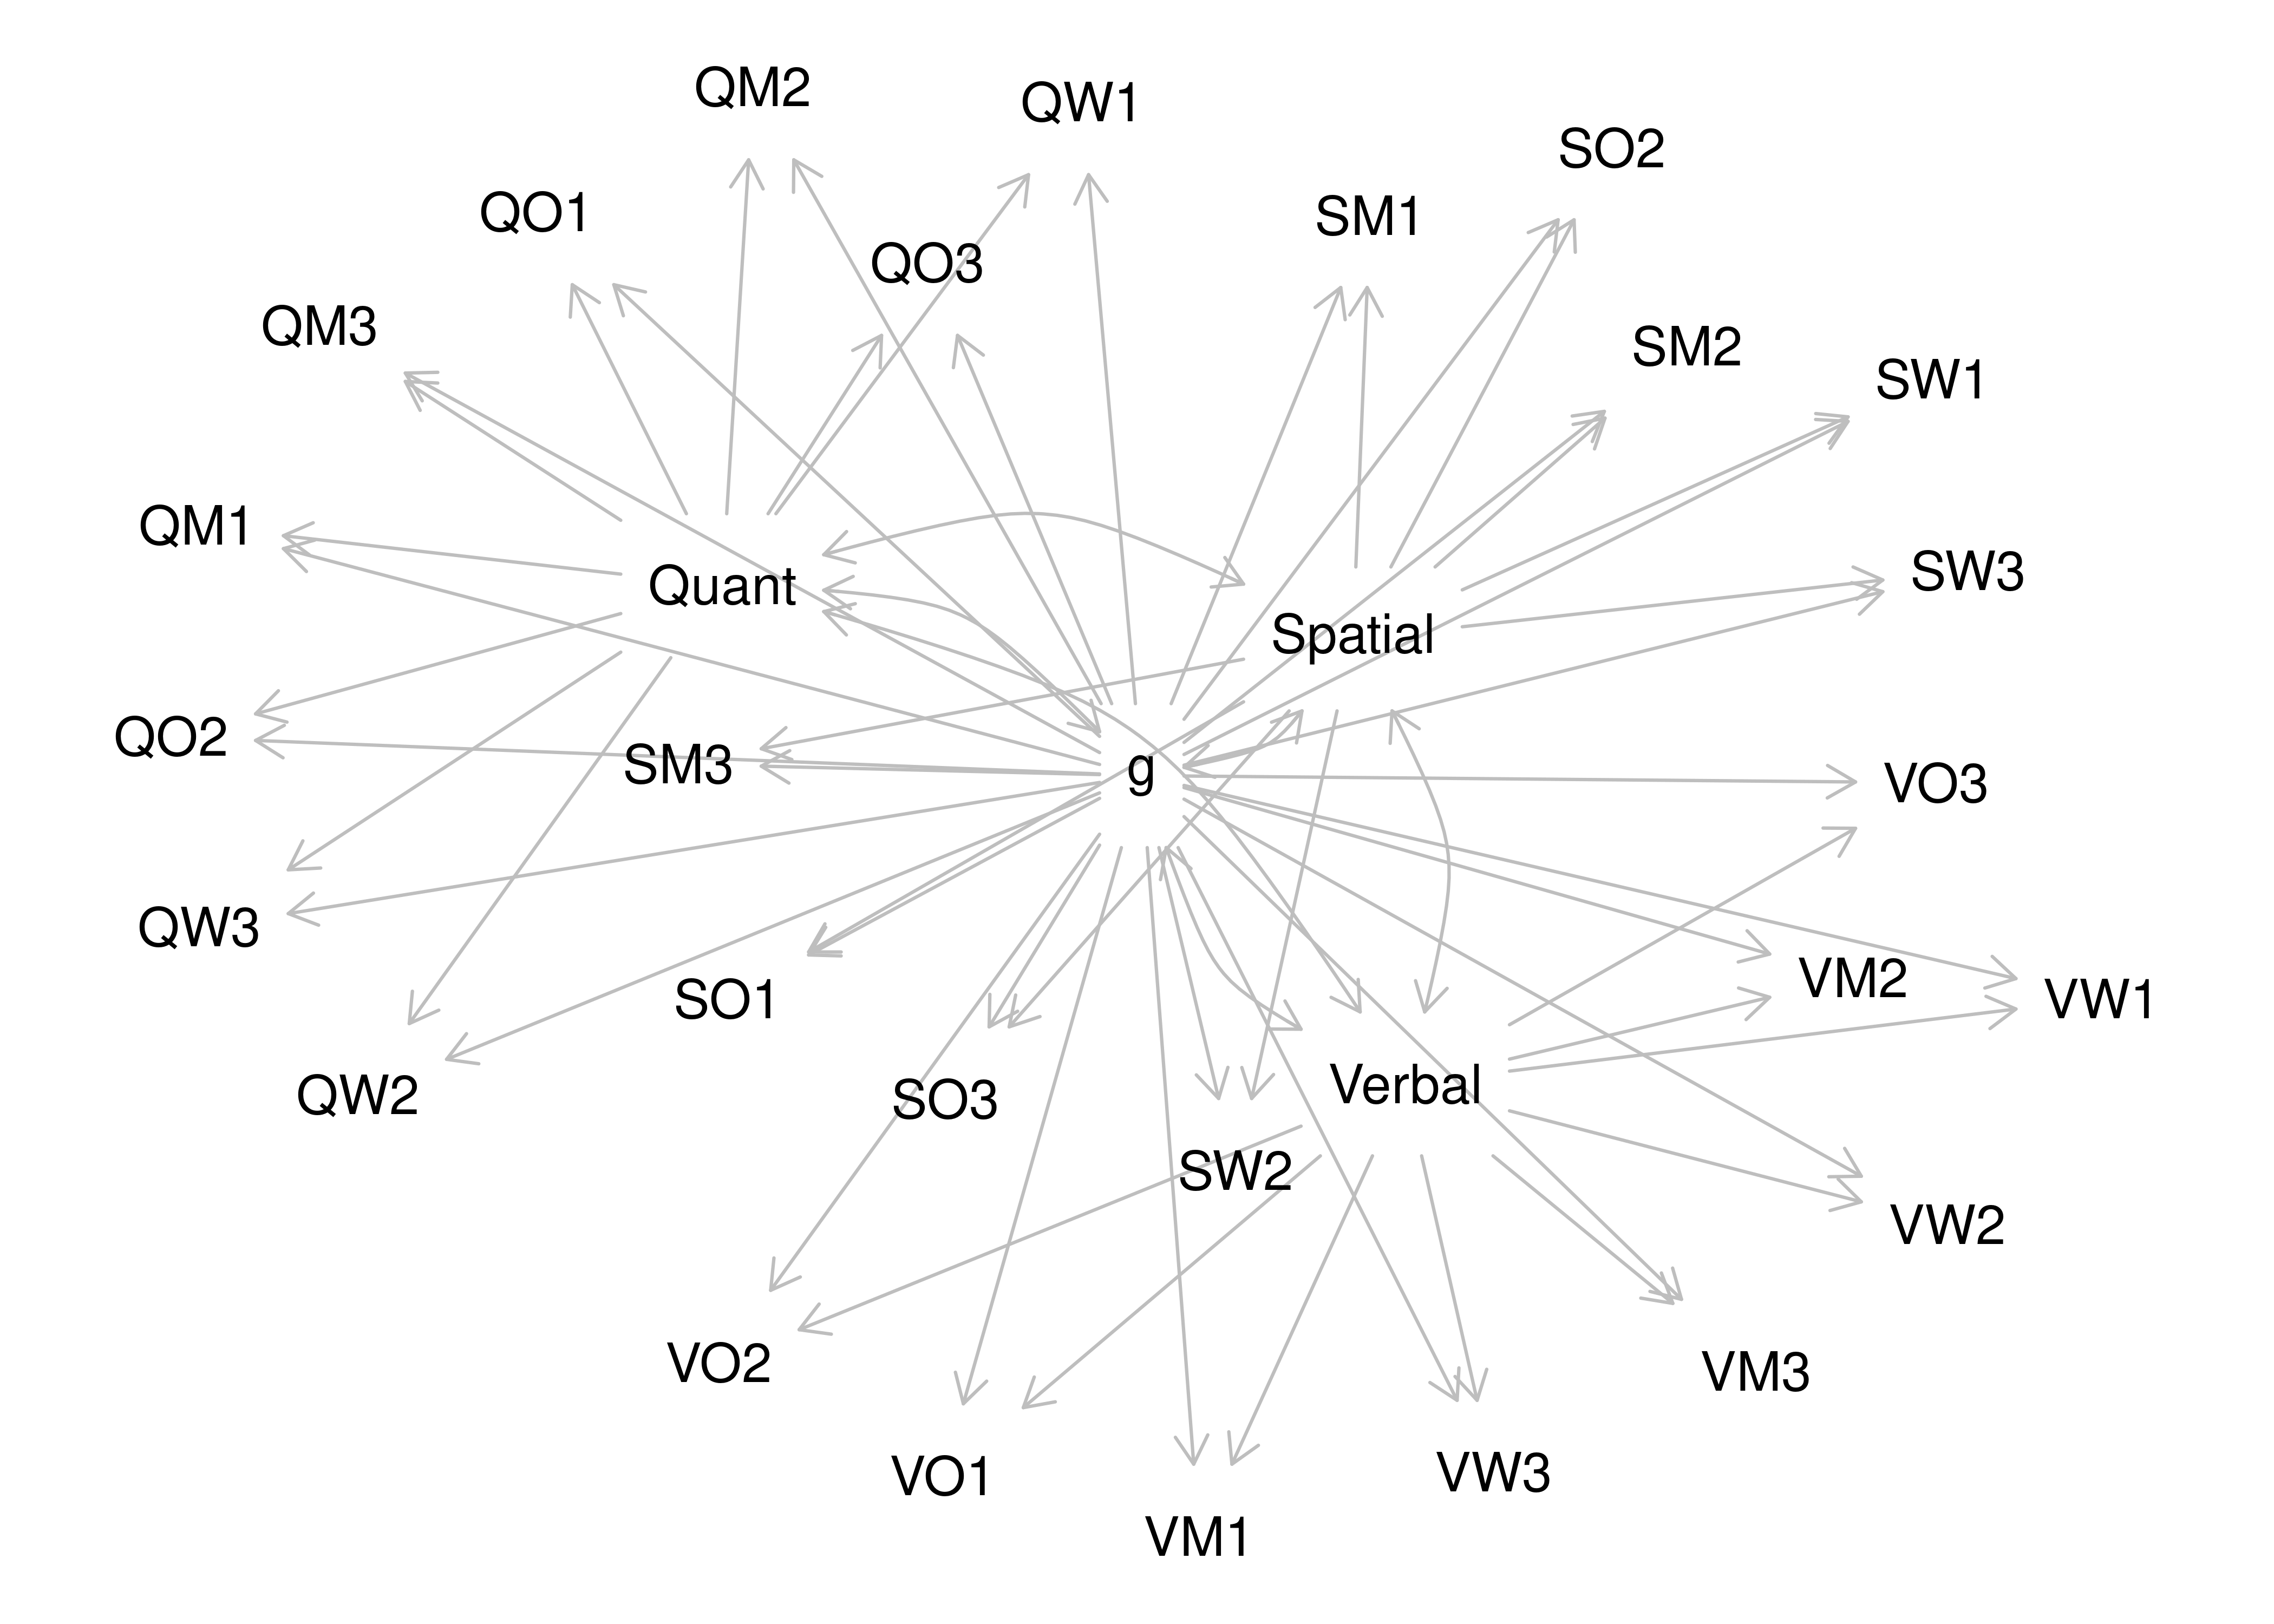 QM2
QW1
SO2
QO1
SM1
QO3
QM3
SM2
SW1
QM1
Quant
SW3
Spatial
QO2
SM3
g
VO3
QW3
VM2
SO1
VW1
QW2
SO3
Verbal
SW2
VW2
VO2
VM3
VO1
VW3
VM1